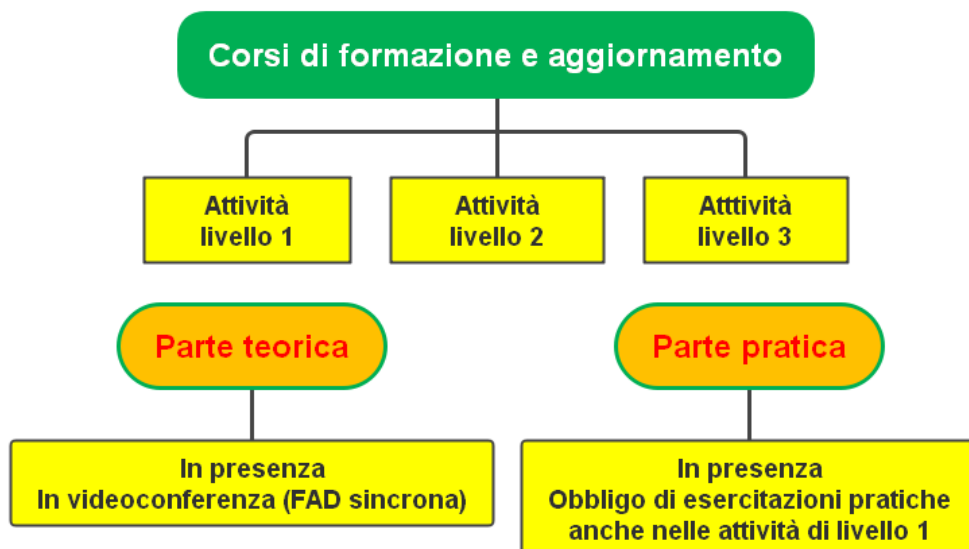 Corsi di formazione e aggiornamento
Attività
livello 1
Attività
livello 2
Atttività
livello 3
Parte teorica
Parte pratica
In presenza
In videoconferenza (FAD sincrona)
In presenza
Obbligo di esercitazioni pratiche
anche nelle attività di livello 1